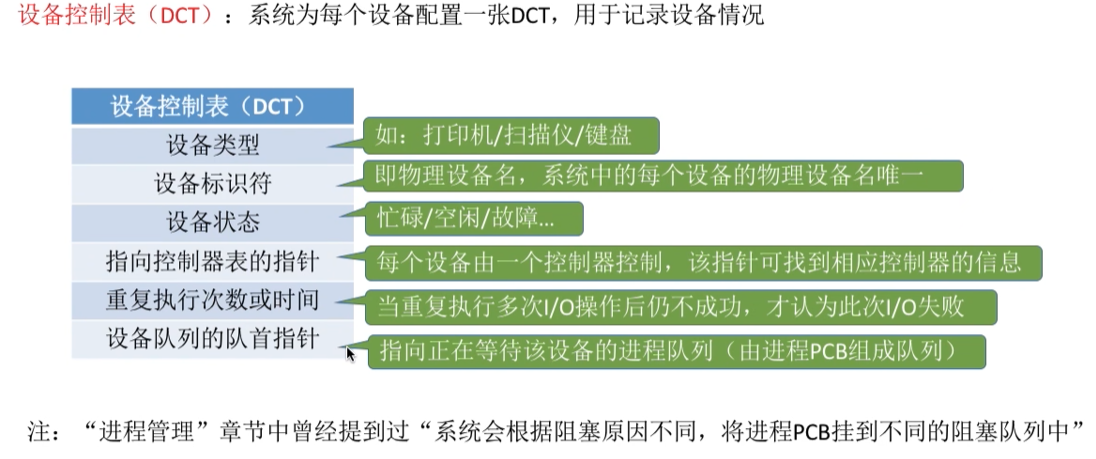 设备控制表（DCT）：系统为每个设备配置一张DCT，用于记录设备情况
设备控制表（DCT）
设备类型
如：打印机/扫描仪/键盘
设备标识符
即物理设备名，系统中的每个设备的物理设备名唯一
设备状态
忙碌/空闲/故障...
指向控制器表的指针
每个设备由一个控制器控制，该指针可找到相应控制器的信息
重复执行次数或时间
当重复执行多次I/O操作后仍不成功，才认为此次I/O失败
设备队列的队首指针
指向正在等待该设备的进程队列（由进程PCB组成队列）
注：“进程管理”章节中曾经提到过“系统会根据阻塞原因不同，将进程PCB挂到不同的阻塞队列中”